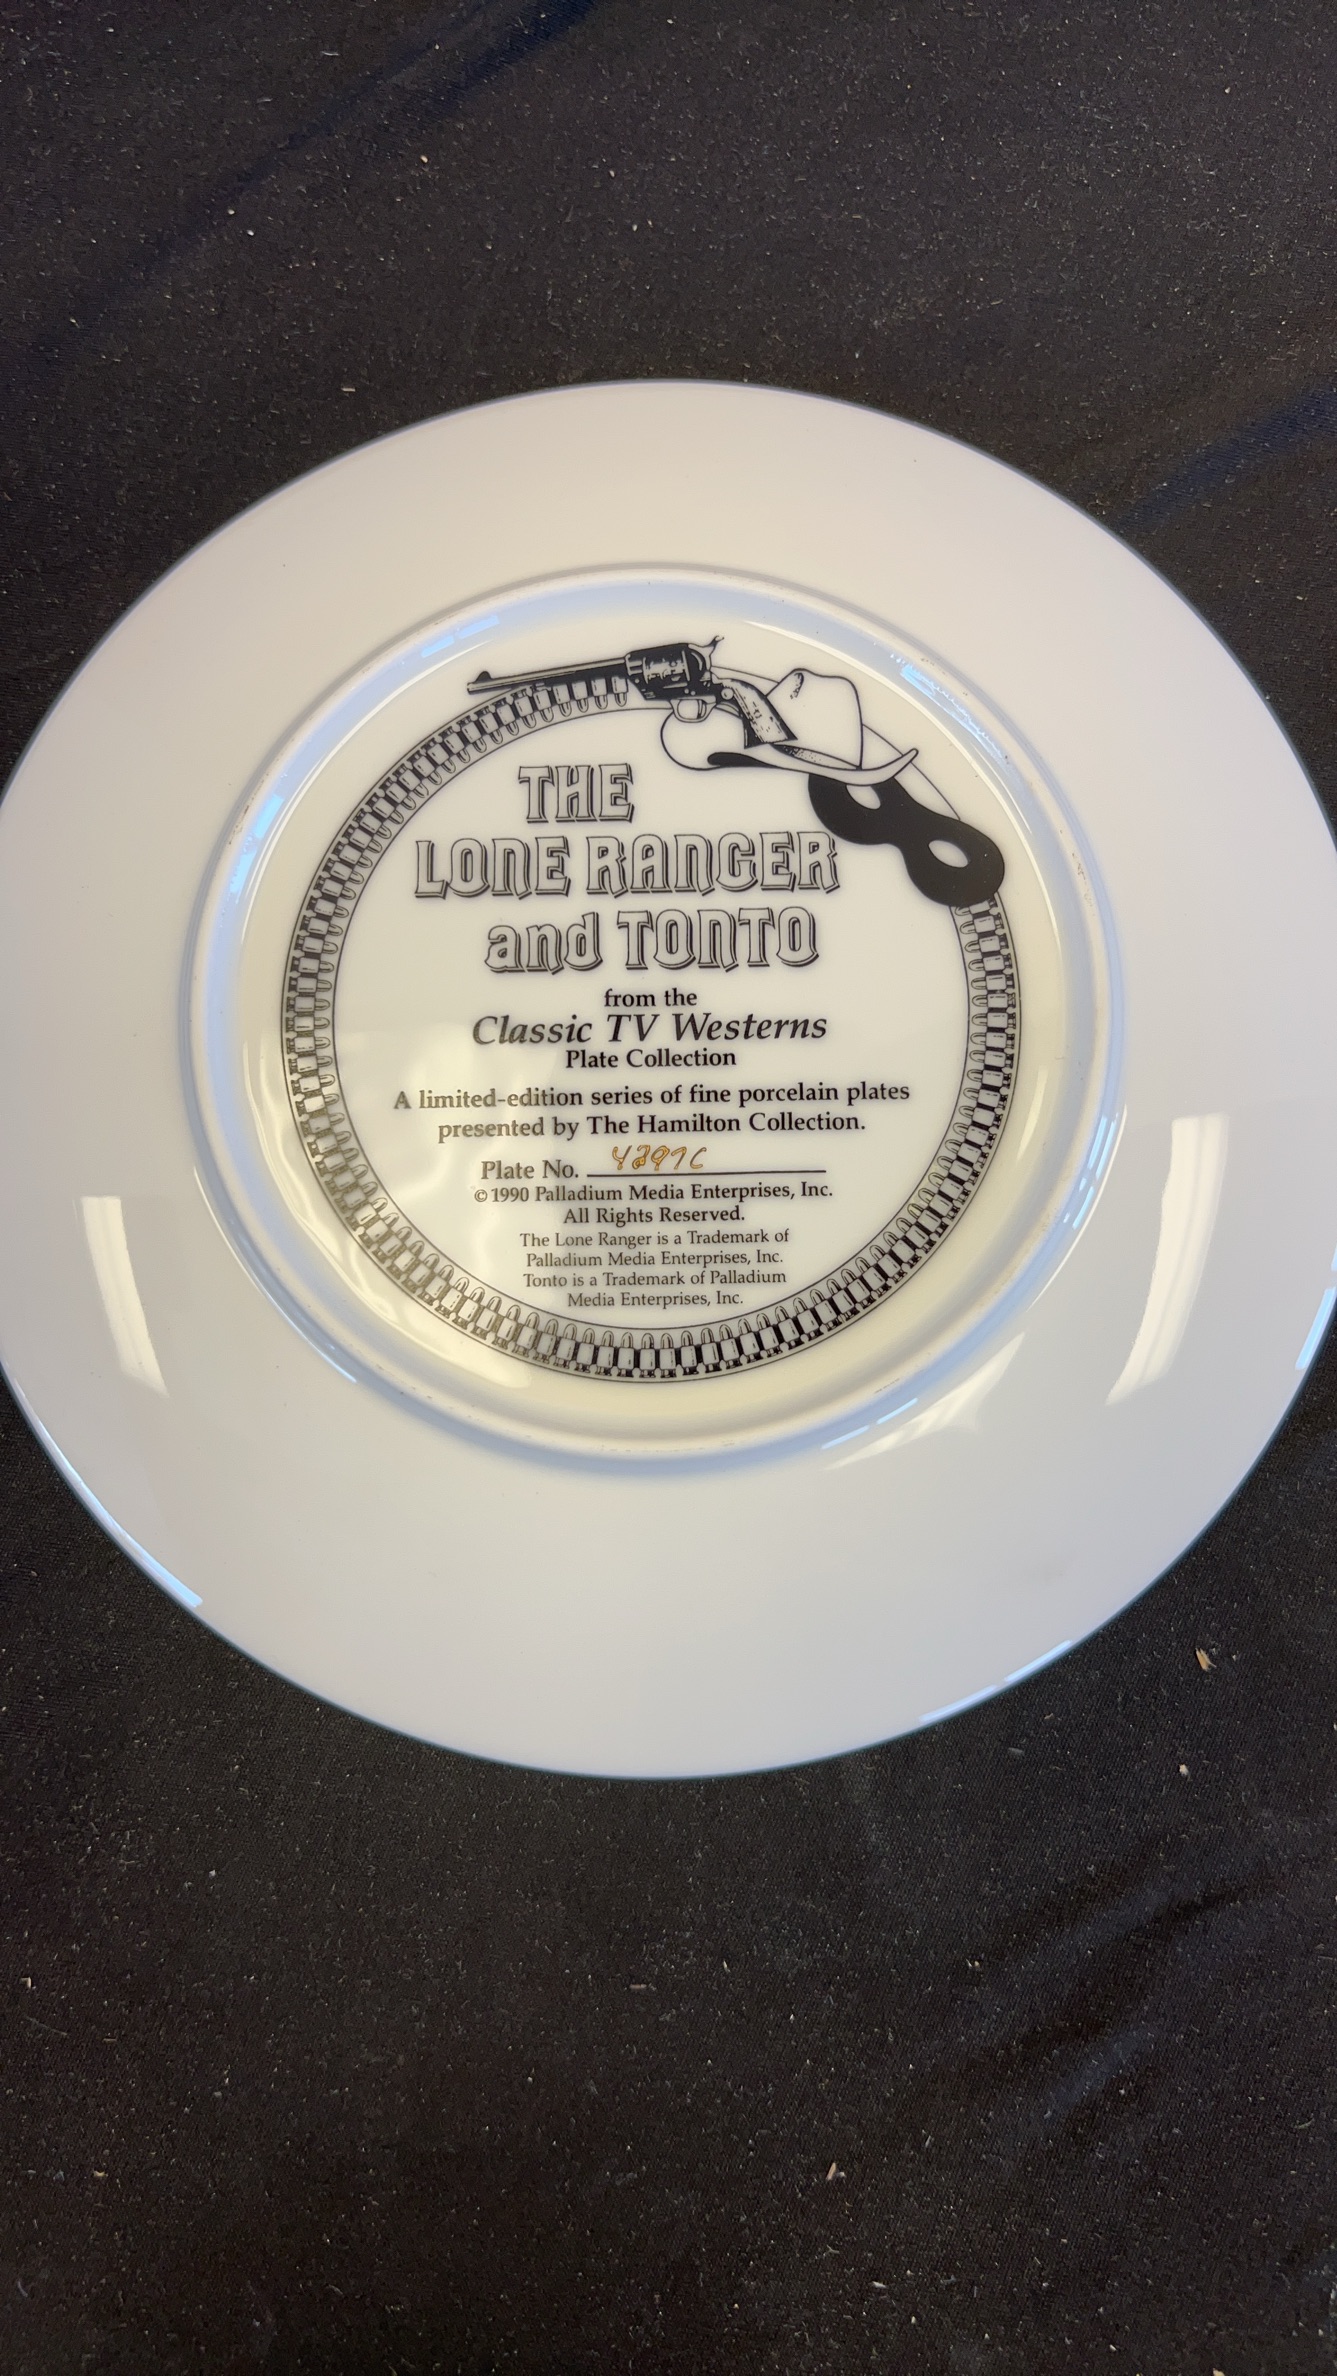 THE
LONE RANGER
and TONTO
from the
Classic TV Westerns
Plate Collection
A limited-edition series of fine porcelain plates
presented by The Hamilton Collection.
Plate No. 4297C
©1990 Palladium Media Enterprises, Inc.
All Rights Reserved.
The Lone Ranger is a Trademark of
Palladium Media Enterprises, Inc.
Tonto is a Trademark of Palladium
Media Enterprises, Inc.